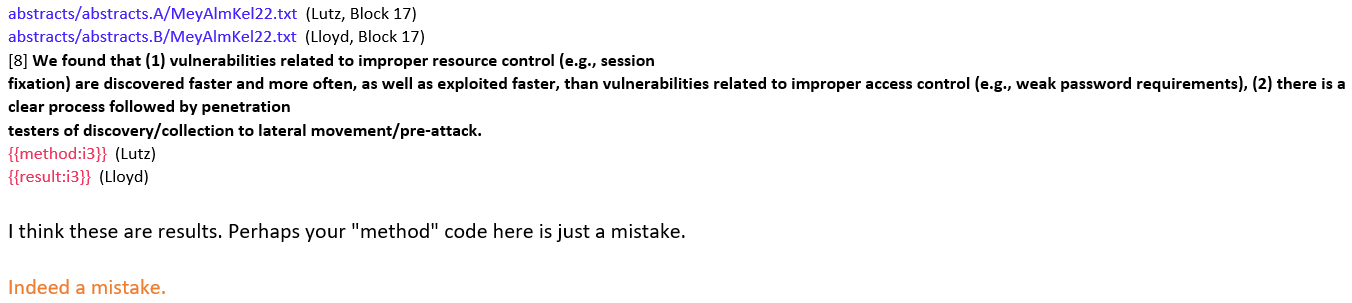 abstracts/abstracts.A/MeyAlmKel22.txt (Lutz, Block 17)
abstracts/abstracts.B/MeyAlmKel22.txt (Lloyd, Block 17)
[8] We found that (1) vulnerabilities related to improper resource control (e.g., session
fixation) are discovered faster and more often, as well as exploited faster, than vulnerabilities related to improper access control (e.g., weak password requirements), (2) there is a
clear process followed by penetration
testers of discovery/collection to lateral movement/pre-attack.
{{method:i3}} (Lutz)
{{result:i3}} (Lloyd)
I think these are results. Perhaps your "method" code here is just a mistake.
Indeed a mistake.